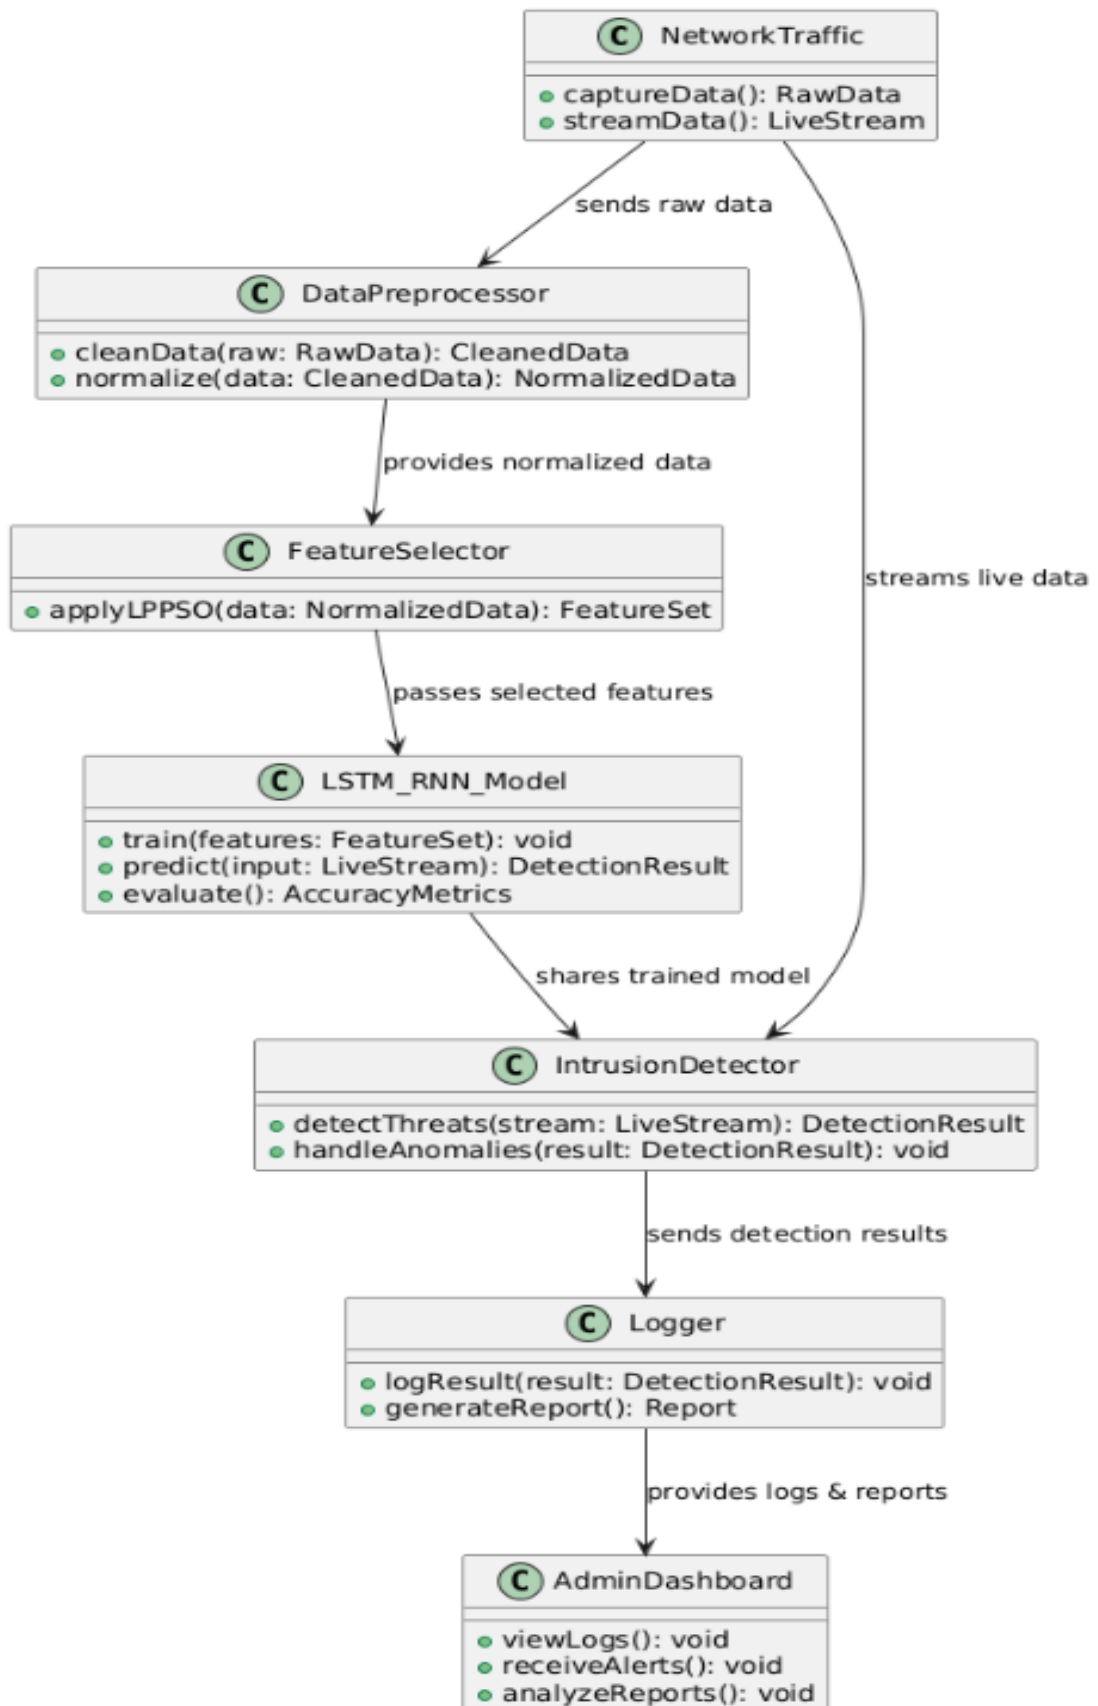 C NetworkTraffic
captureData(): RawData
streamData(): LiveStream
sends raw data
C DataPreprocessor
cleanData(raw: RawData): CleanedData
normalize(data: CleanedData): NormalizedData
provides normalized data
C FeatureSelector
applyLPPSO(data: NormalizedData): FeatureSet
streams live data
passes selected features
C LSTM_RNN_Model
train(features: FeatureSet): void
predict(input: LiveStream): DetectionResult
evaluate(): AccuracyMetrics
shares trained model
C IntrusionDetector
detectThreats(stream: LiveStream): DetectionResult
handleAnomalies(result: DetectionResult): void
sends detection results
C Logger
logResult(result: DetectionResult): void
generateReport(): Report
provides logs & reports
C AdminDashboard
viewLogs(): void
receiveAlerts(): void
analyzeReports(): void